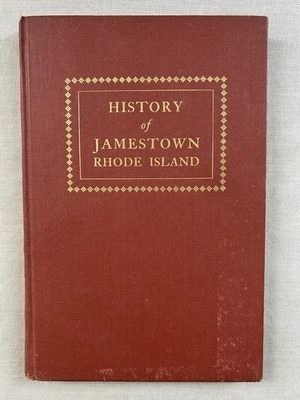 HISTORY
of
JAMESTOWN
RHODE ISLAND